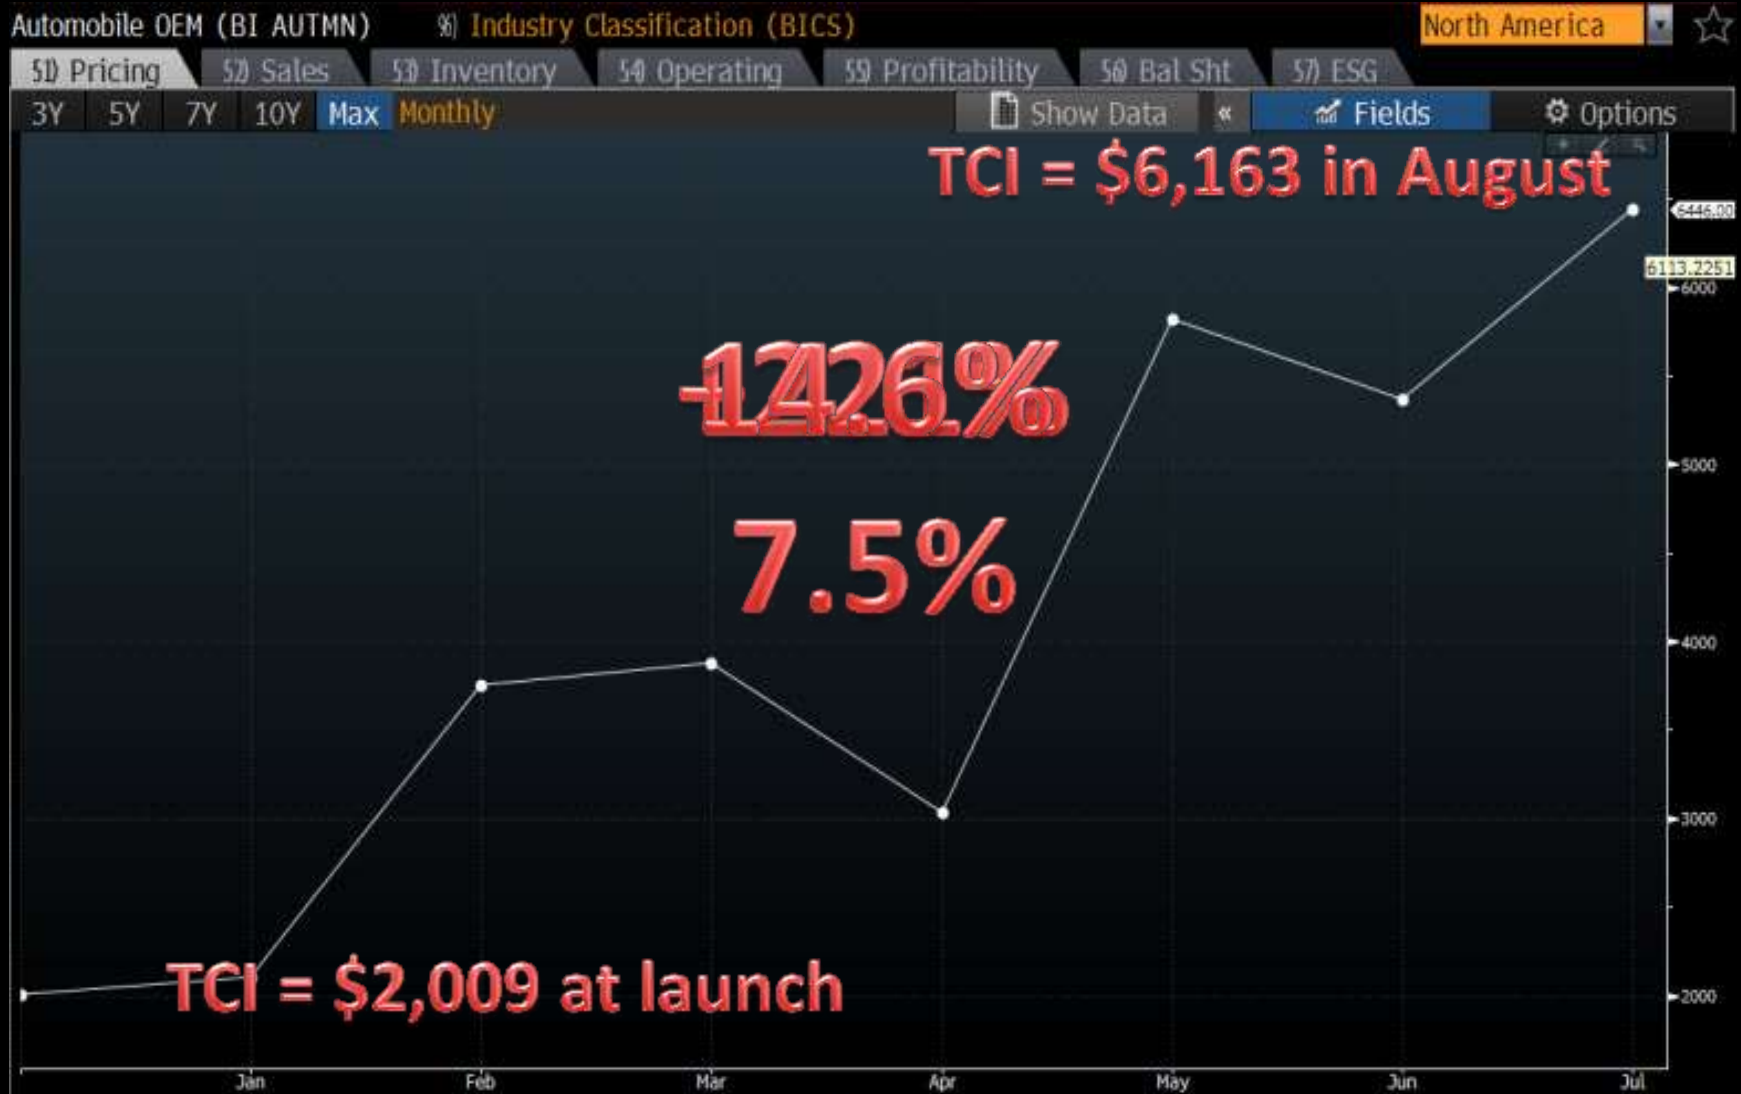 Automobile OEM (BI AUTMN) 96) Industry Classification (BICS) North America
51) Pricing 52) Sales 53) Inventory 54) Operating 55) Profitability 56) Bal Sht 57) ESG
3Y 5Y 7Y 10Y Max Monthly Show Data « Fields Options
TCI = $6,163 in August
6446.00
6113.2251
6000
7.5%
5000
4000
3000
TCI = $2,009 at launch
2000
Jan Feb Mar Apr May Jun Jul